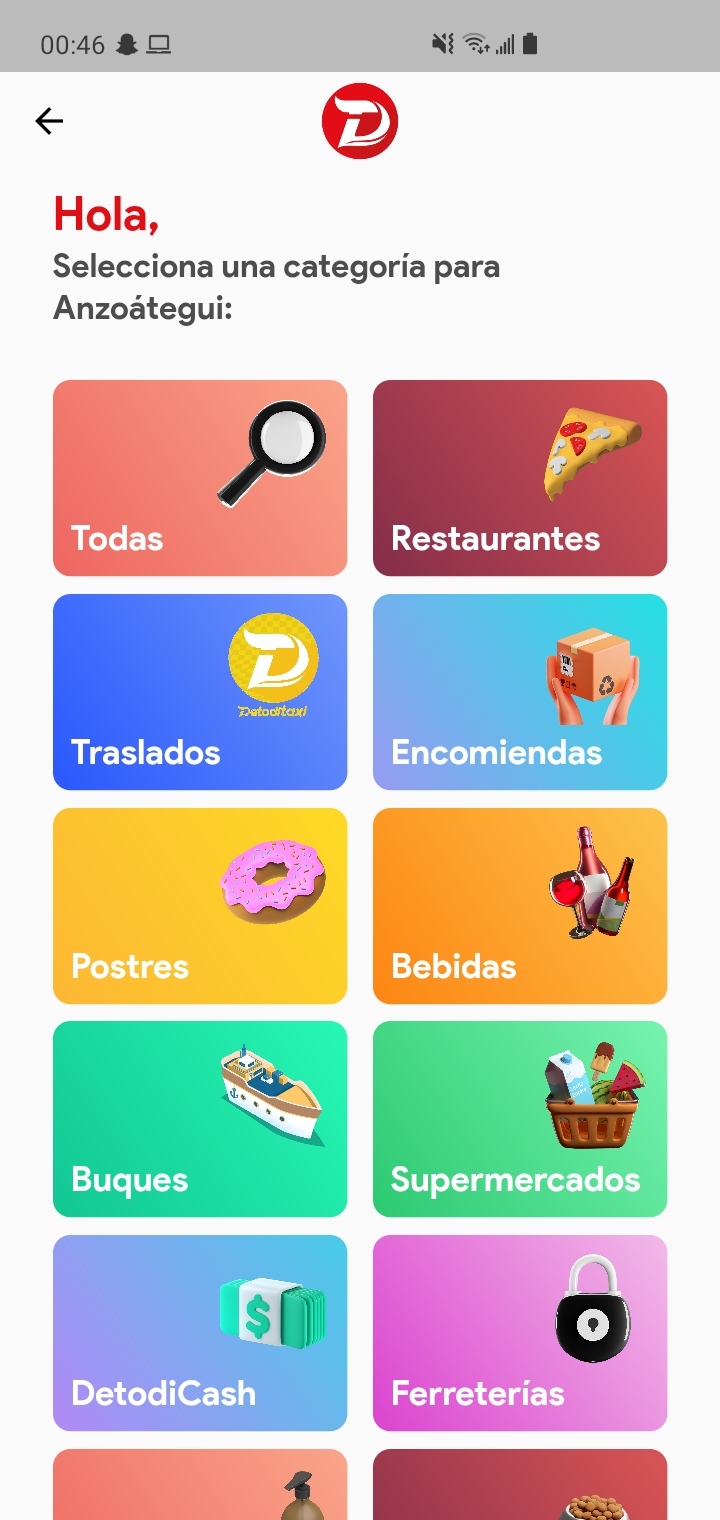 00:46
Hola,
Selecciona una categoría para
Anzoátegui:
Todas
Restaurantes
Detoditaxi
Traslados
Encomiendas
Postres
Bebidas
Buques
Supermercados
$
DetodiCash
Ferreterías